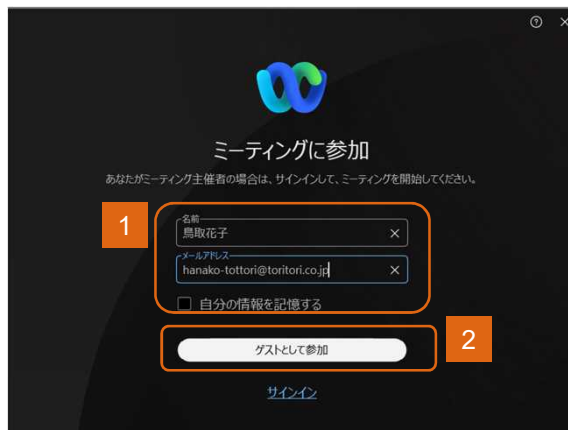 ミーティングに参加
あなたがミーティング主催者の場合は、サインインして、ミーティングを開始してください。
1
名前
鳥取花子
メールアドレス
hanako-tottori@toritori.co.jp
自分の情報を記憶する
ゲストとして参加
2
サインイン